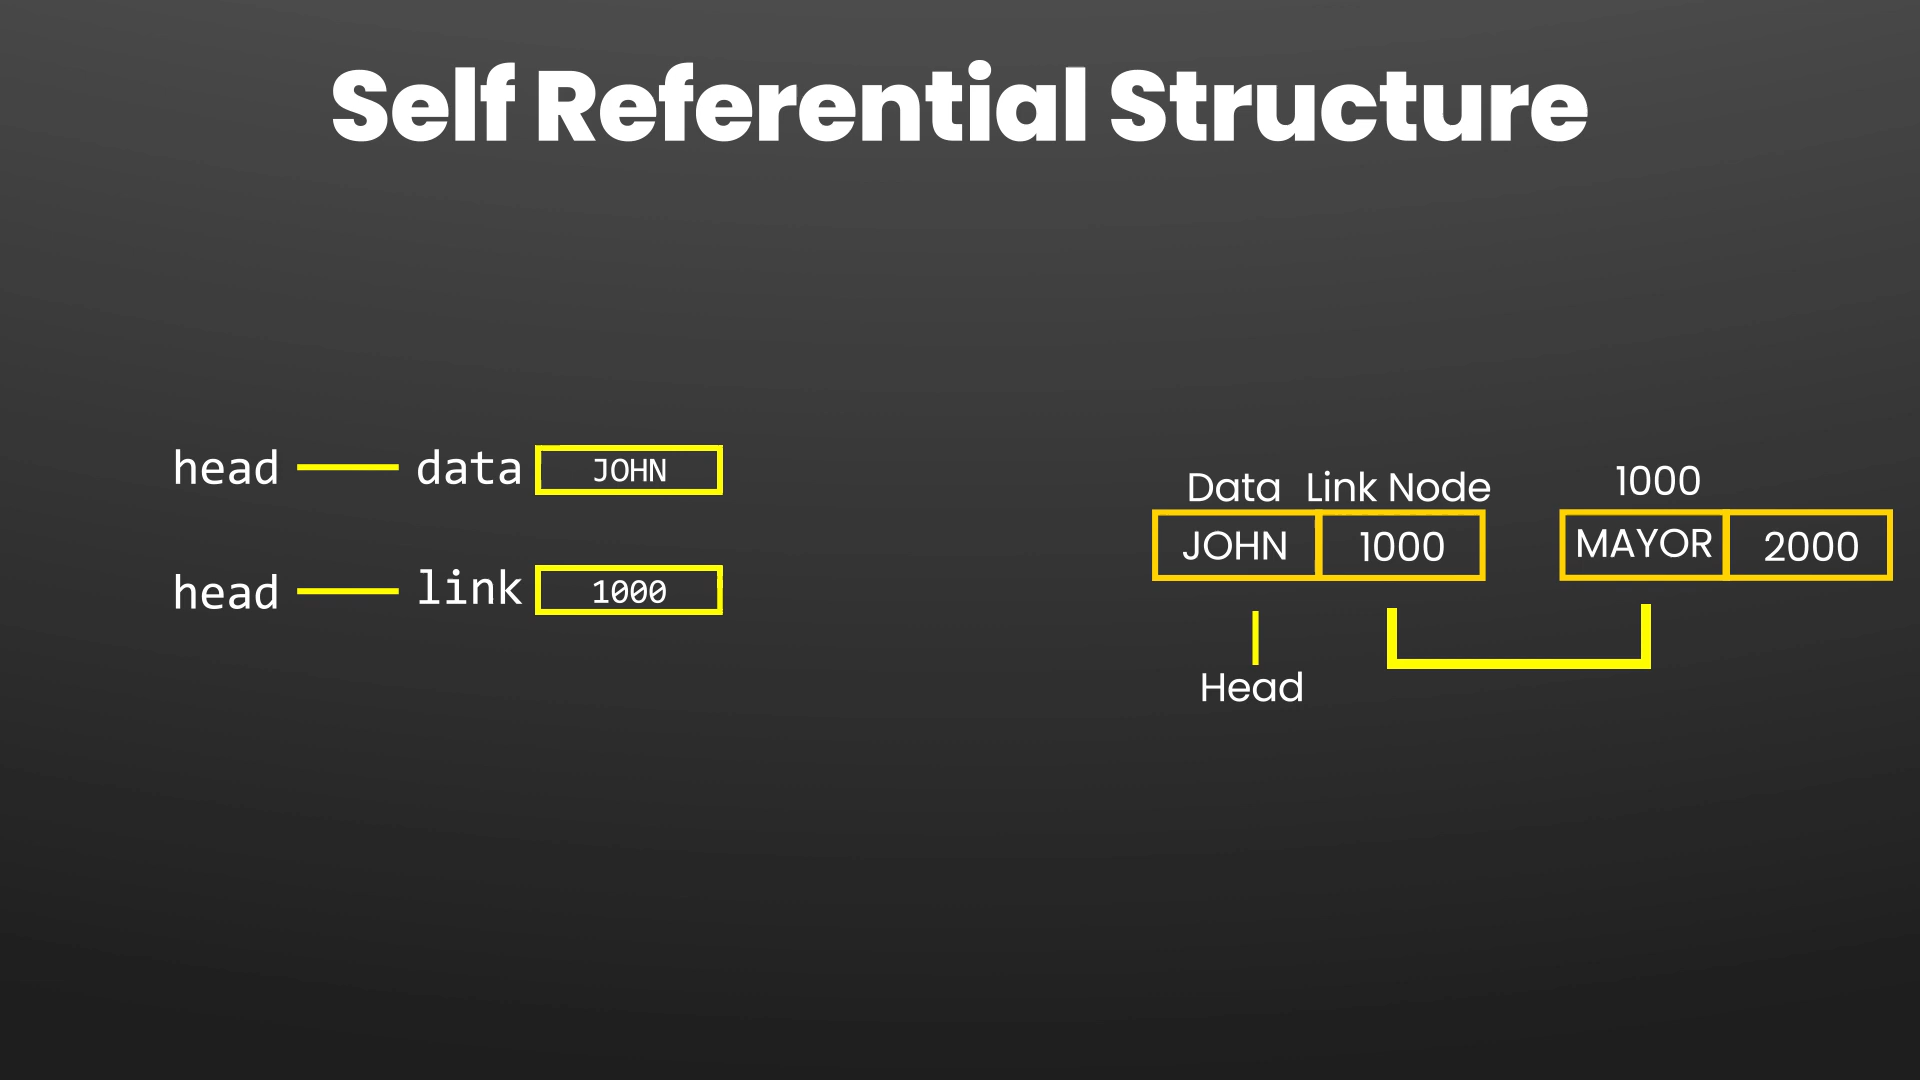 Self Referential Structure
head data JOHN
head link 1000
Data Link Node
1000
JOHN 1000
MAYOR 2000
Head